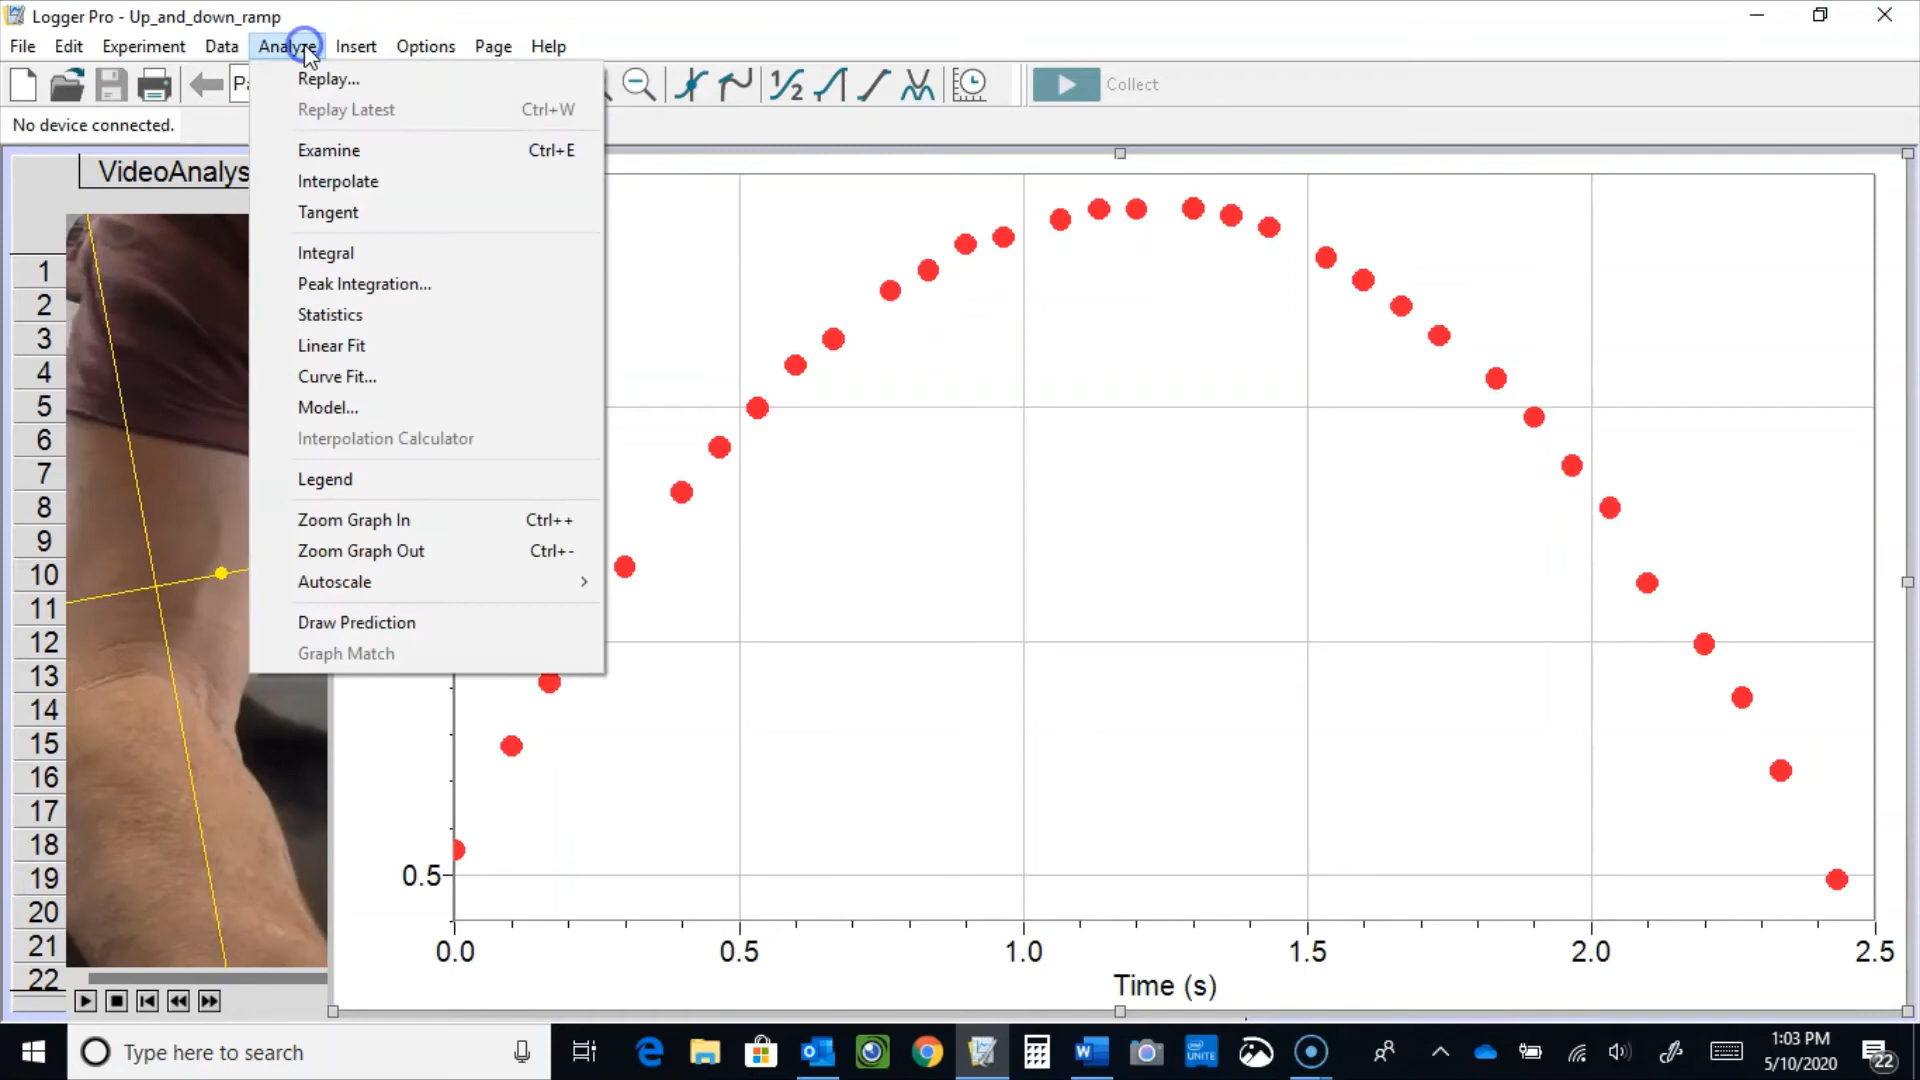 Logger Pro - Up_and_down_ramp
File Edit Experiment Data Analyze Insert Options Page Help
Collect
No device connected.
VideoAnalys
Replay...
Replay Latest Ctrl+W
Examine Ctrl+E
Interpolate
Tangent
Integral
Peak Integration...
Statistics
Linear Fit
Curve Fit...
Model...
Interpolation Calculator
Legend
Zoom Graph In Ctrl++
Zoom Graph Out Ctrl+-
Autoscale
Draw Prediction
Graph Match
1
2
3
4
5
6
7
8
9
10
11
12
13
14
15
16
17
18
19
20
21
22
0.5
0.0 0.5 1.0 1.5 2.0 2.5
Time (s)
Type here to search
1:03 PM
5/10/2020
22